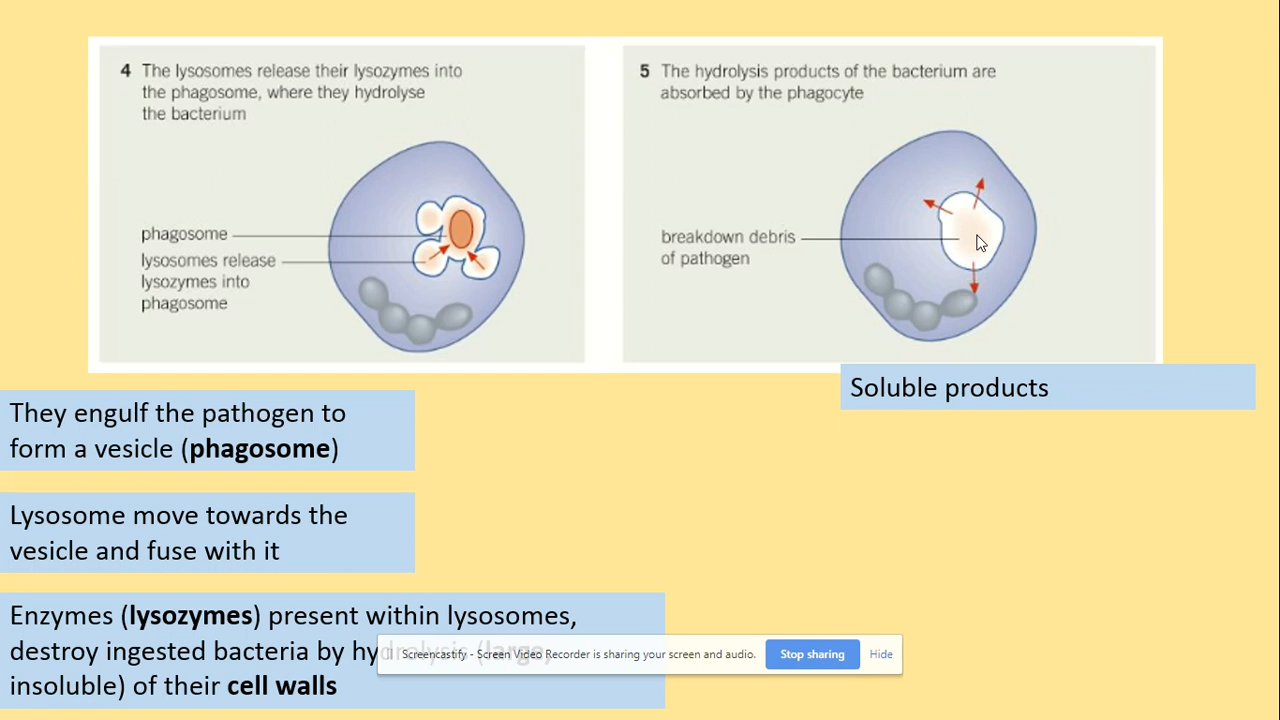 4 The lysosomes release their lysozymes into
the phagosome, where they hydrolyse
the bacterium
phagosome
lysosomes release
lysozymes into
phagosome
5 The hydrolysis products of the bacterium are
absorbed by the phagocyte
breakdown debris
of pathogen
Soluble products
They engulf the pathogen to
form a vesicle (phagosome)
Lysosome move towards the
vesicle and fuse with it
Enzymes (lysozymes) present within lysosomes,
destroy ingested bacteria by hydrolysis (large,
insoluble) of their cell walls
Screencastify - Screen Video Recorder is sharing your screen and audio.
Stop sharing
Hide